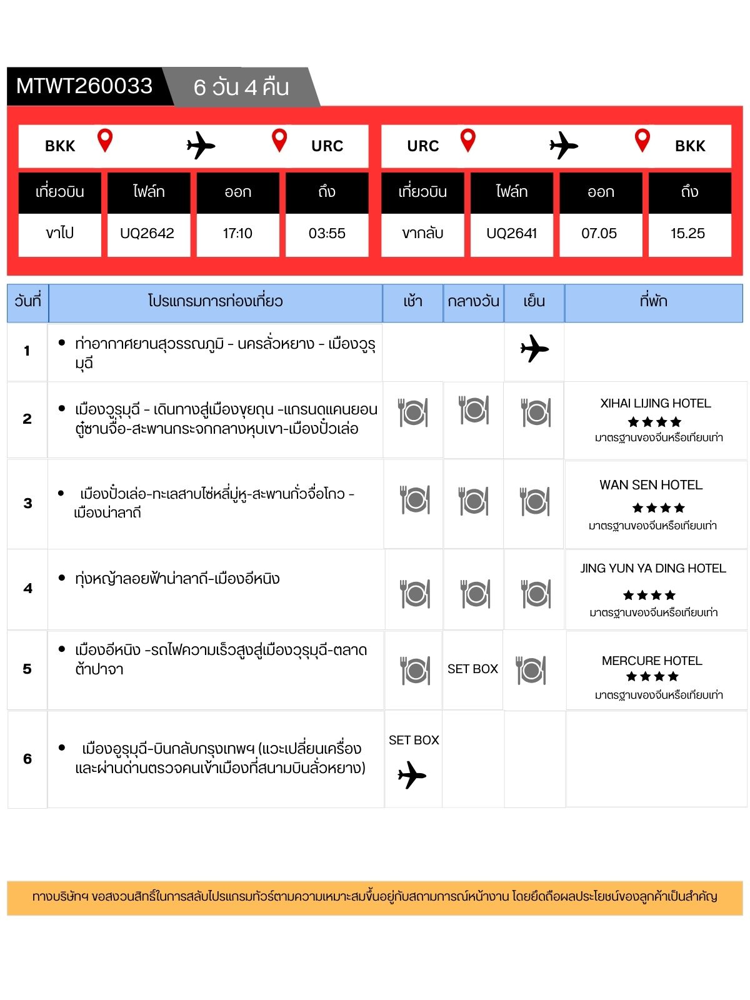 MTWT260033
6 วัน 4 คืน
BKK URC
URC BKK
เที่ยวบิน ไฟล์ท ออก ถึง
เที่ยวบิน ไฟล์ท ออก ถึง
ขาไป UQ2642 17:10 03:55
ขากลับ UQ2641 07.05 15.25
วันที่ โปรแกรมการท่องเที่ยว เช้า กลางวัน เย็น ที่พัก
1
• ท่าอากาศยานสุวรรณภูมิ - นครลั่วหยาง - เมืองวูรุ
มุฉี
2
• เมืองวูรุมุฉี - เดินทางสู่เมืองขุยถุน -แกรนดแคนยอน
ตู๋ซานจื่อ-สะพานกระจกกลางหุบเขา-เมืองปั๋วเล่อ
XIHAI LIJING HOTEL
★★★★
มาตรฐานของจีนหรือเทียบเท่า
3
• เมืองปั๋วเล่อ-ทะเลสาบไซ่หลี่มู่หู-สะพานกั่วจื่อโกว -
เมืองน่าลาถี
WAN SEN HOTEL
★★★★
มาตรฐานของจีนหรือเทียบเท่า
4
• ทุ่งหญ้าลอยฟ้าน่าลาถี-เมืองอีหนิง
JING YUN YA DING HOTEL
★★★★
มาตรฐานของจีนหรือเทียบเท่า
5
• เมืองอีหนิง -รถไฟความเร็วสูงสู่เมืองวุรุมุฉี-ตลาด
ต้าปาจา
SET BOX
MERCURE HOTEL
★★★★
มาตรฐานของจีนหรือเทียบเท่า
6
• เมืองอูรุมุฉี-บินกลับกรุงเทพฯ (แวะเปลี่ยนเครื่อง
และผ่านด่านตรวจคนเข้าเมืองที่สนามบินลั่วหยาง)
SET BOX
ทางบริษัทฯ ขอสงวนสิทธิ์ในการสลับโปรแกรมทัวร์ตามความเหมาะสมขึ้นอยู่กับสถานการณ์หน้างาน โดยยึดถือผลประโยชน์ของลูกค้าเป็นสำคัญ